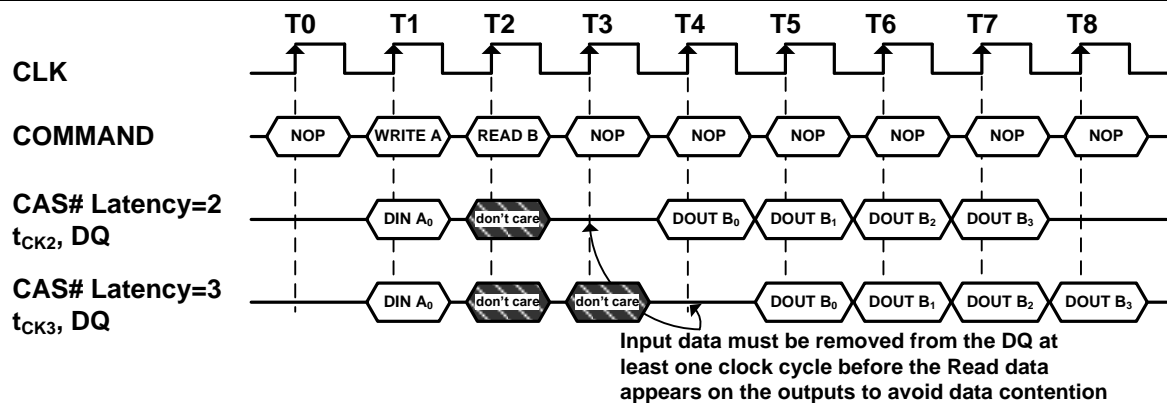 T0 T1 T2 T3 T4 T5 T6 T7 T8
CLK
COMMAND NOP WRITE A READ B NOP NOP NOP NOP NOP NOP
CAS# Latency=2
tCK2, DQ DIN A0 don't care DOUT B0 DOUT B1 DOUT B2 DOUT B3
CAS# Latency=3
tCK3, DQ DIN A0 don't care don't care DOUT B0 DOUT B1 DOUT B2 DOUT B3
Input data must be removed from the DQ at
least one clock cycle before the Read data
appears on the outputs to avoid data contention